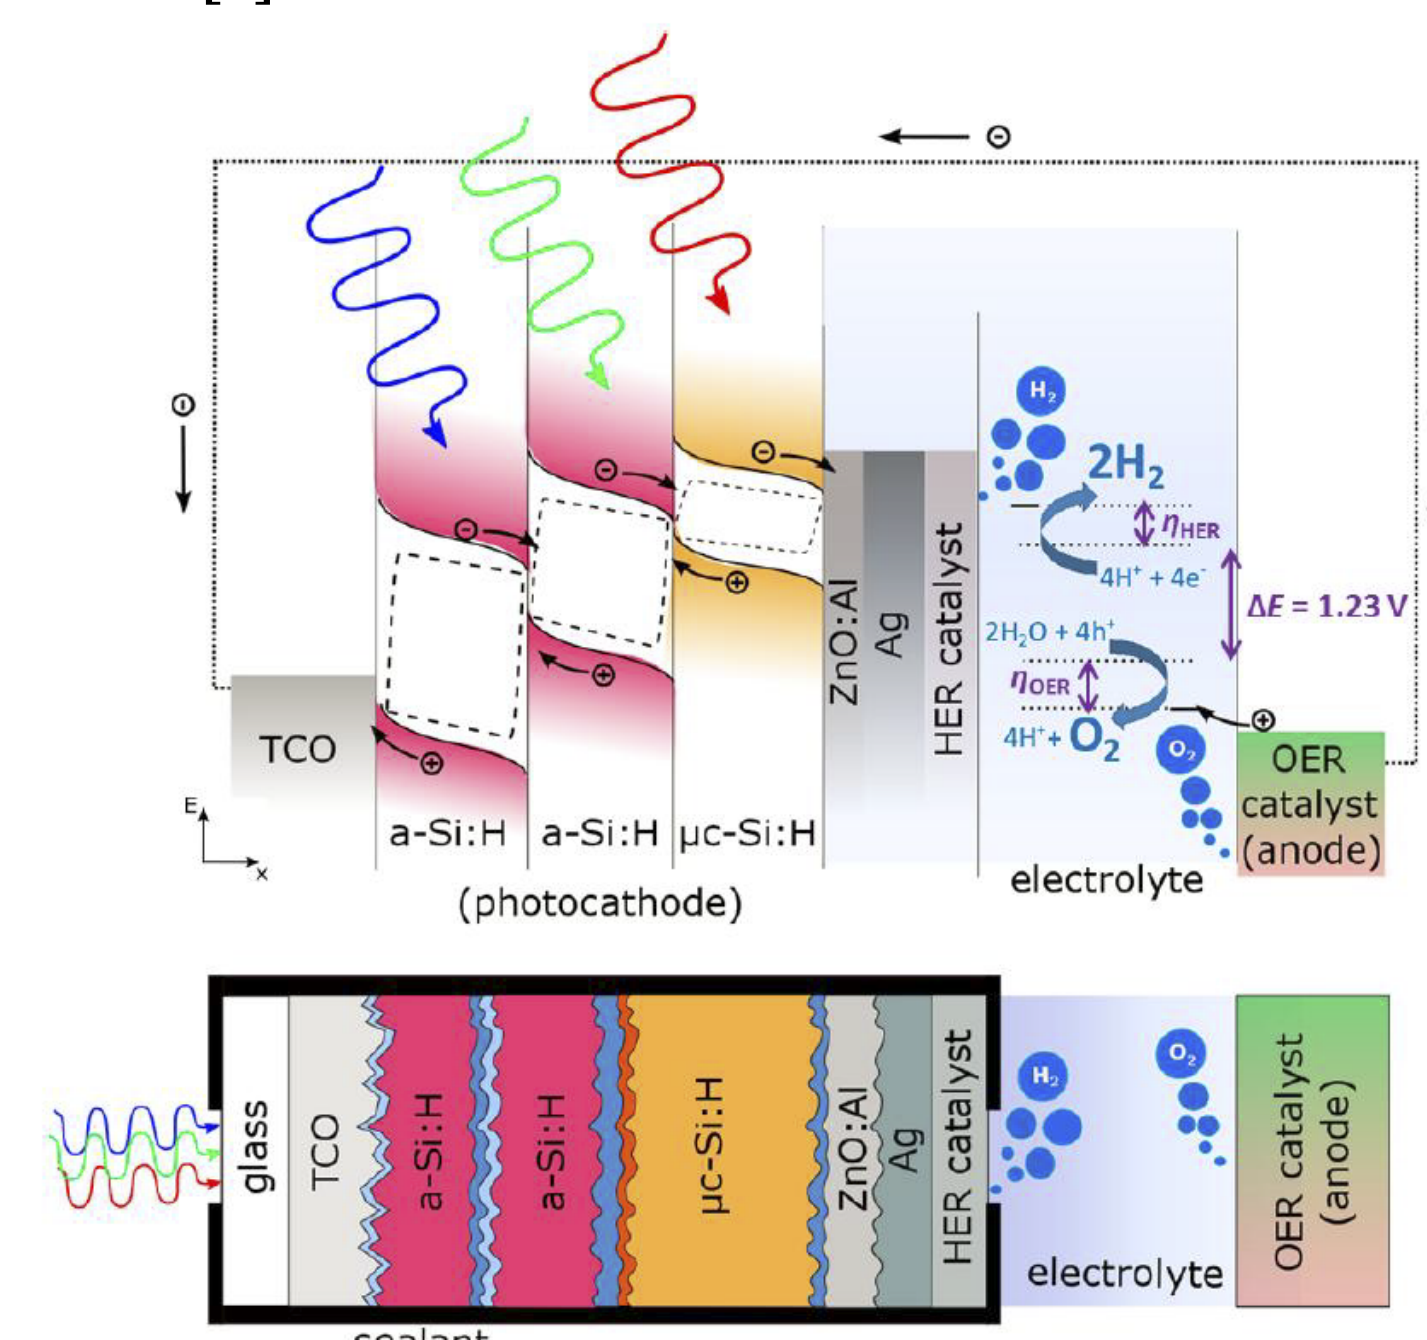 H₂
2H₂
ηHER
4H⁺ + 4e⁻
ΔE = 1.23 V
2H₂O + 4h⁺
ηOER
4H⁺+ O₂
O₂
TCO
ZnO:Al
Ag
HER catalyst
OER
catalyst
(anode)
E
x
a-Si:H
a-Si:H
µc-Si:H
electrolyte
(photocathode)
glass
TCO
a-Si:H
a-Si:H
µc-Si:H
ZnO:Al
Ag
HER catalyst
H₂
O₂
electrolyte
OER catalyst
(anode)
sealant